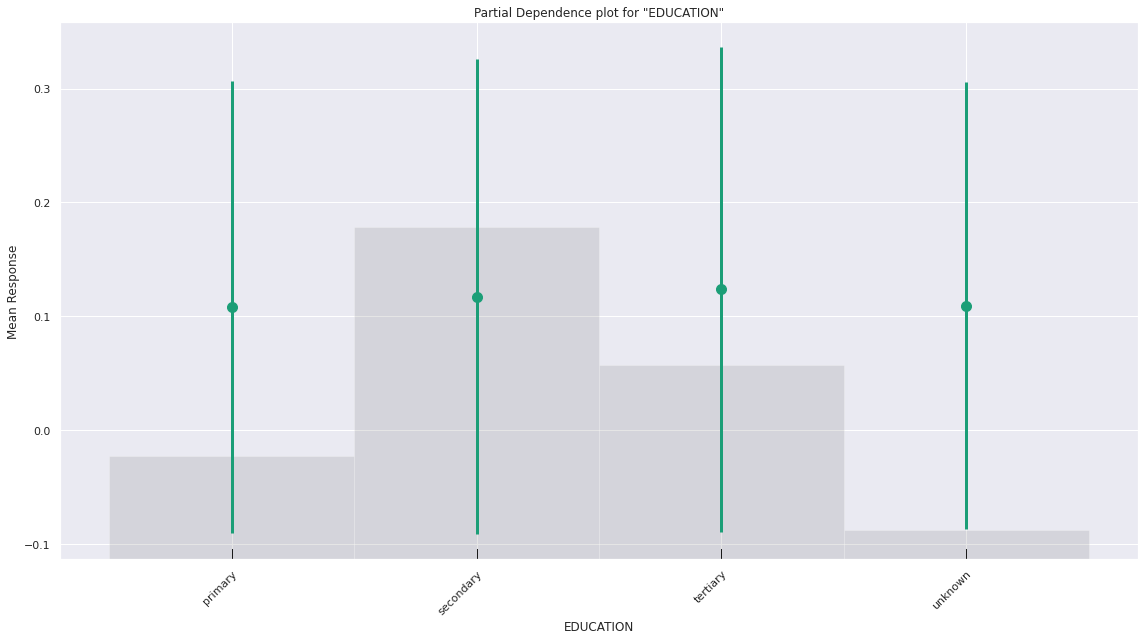 Partial Dependence plot for "EDUCATION"
Mean Response
0.3
0.2
0.1
0.0
−0.1
primary
secondary
tertiary
unknown
EDUCATION